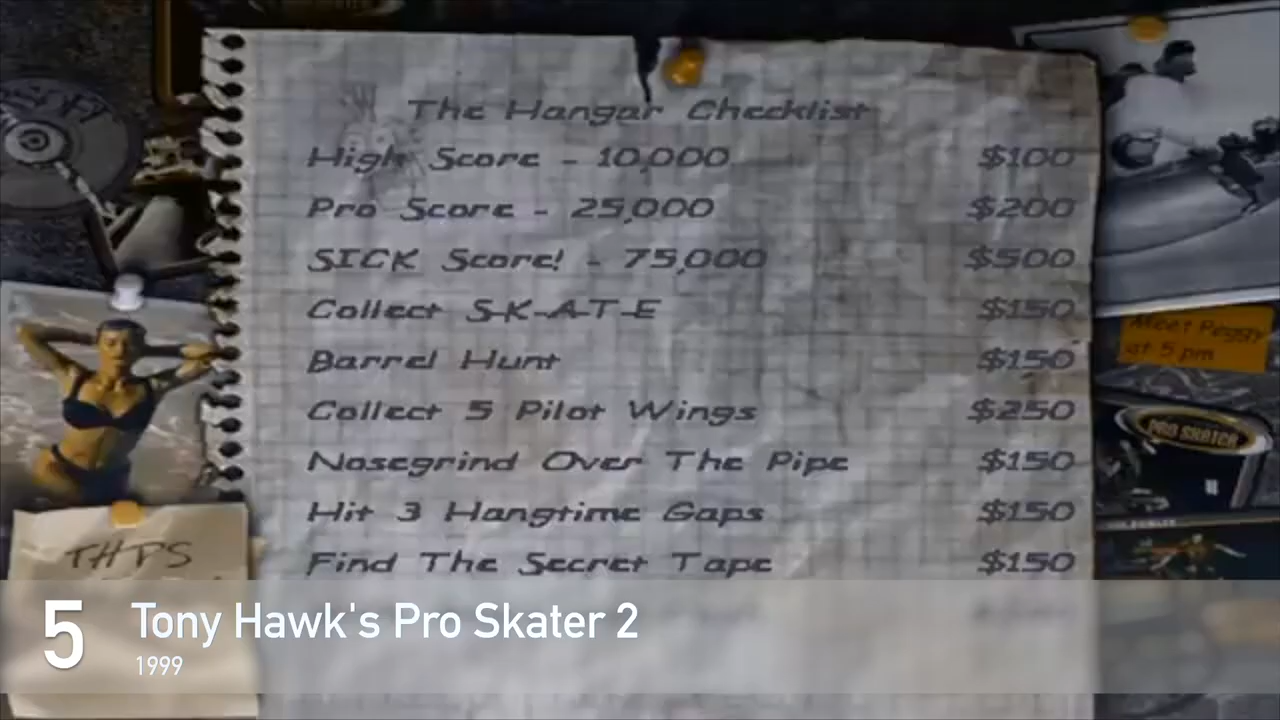 The Hangar Checklist
High Score - 10,000 $100
Pro Score - 25,000 $200
SICK Score! - 75,000 $500
Collect S-K-A-T-E $150
Barrel Hunt $150
Collect 5 Pilot Wings $250
Nosegrind Over The Pipe $150
Hit 3 Hangtime Gaps $150
Find The Secret Tape $150
Meet Peggy
at 5 pm
PRO SKATER
THPS
5 Tony Hawk's Pro Skater 2
1999